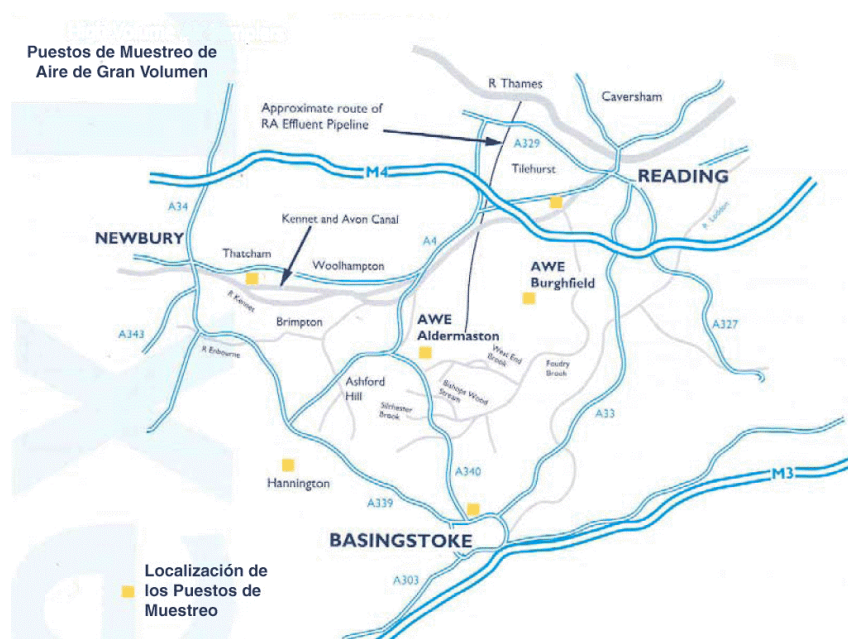 Puestos de Muestreo de
Aire de Gran Volumen
R Thames
Caversham
Approximate route of
RA Effluent Pipeline
A329
Tilehurst
M4
READING
A34
Kennet and Avon Canal
R Loddon
NEWBURY
A4
Thatcham
Woolhampton
AWE
Burghfield
R Kennet
Brimpton
AWE
Aldermaston
A343
A327
R Enbourne
West End
Brook
Foudry
Brook
Ashford
Hill
Bishops Wood
Stream
Silchester
Brook
A33
A340
M3
Hannington
A339
BASINGSTOKE
A303
Localización de
los Puestos de
Muestreo